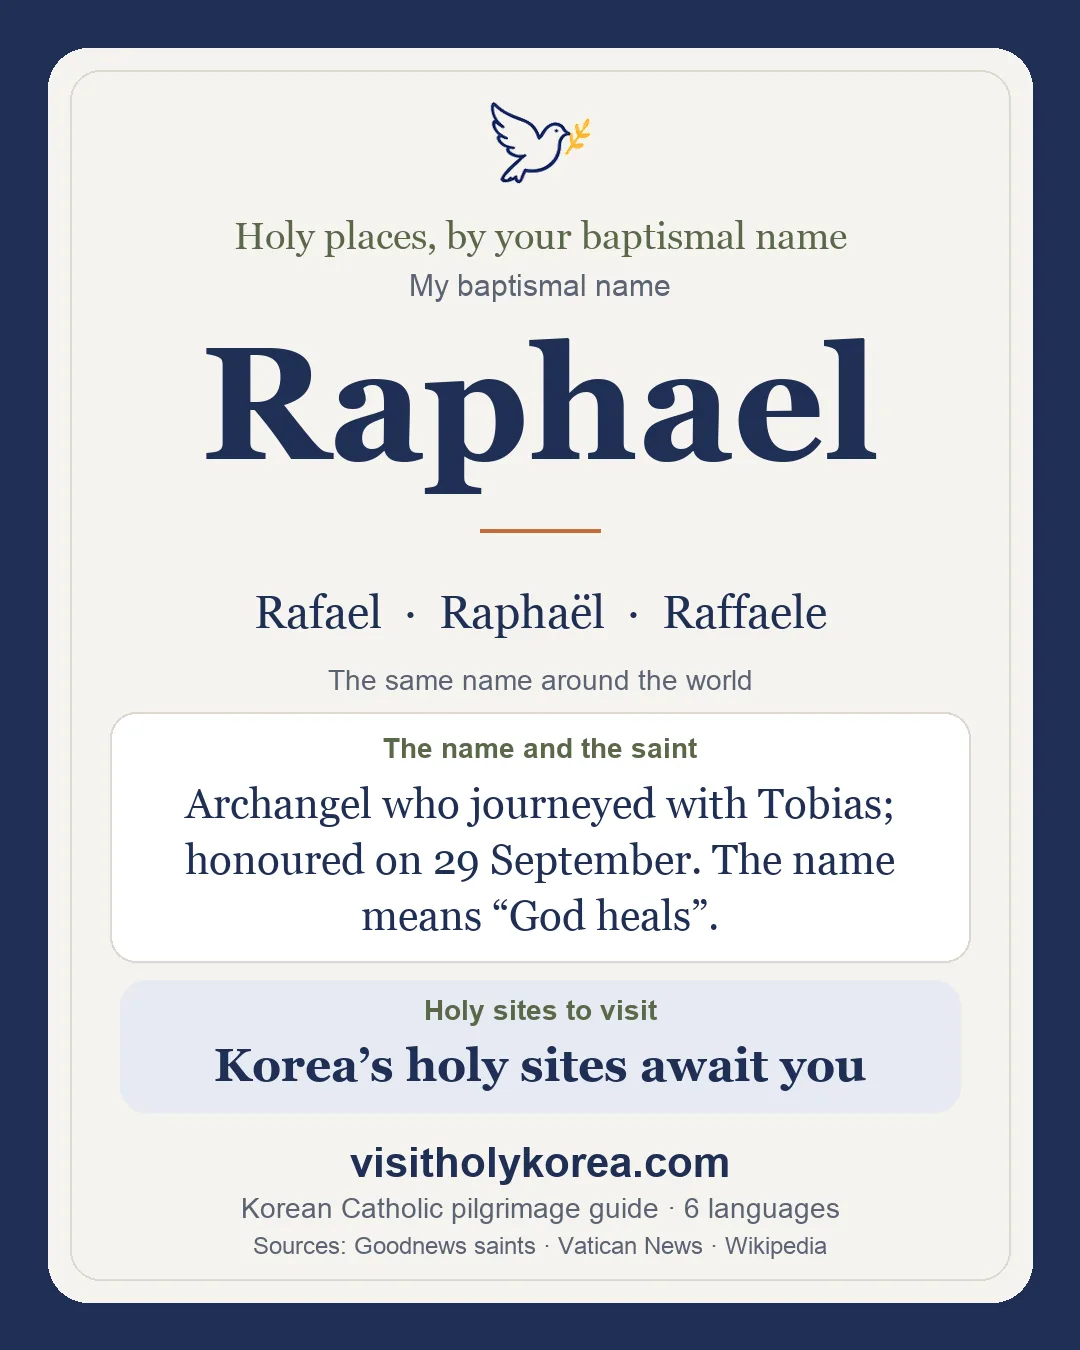 Holy places, by your baptismal name
My baptismal name
Raphael
Rafael · Raphaël · Raffaele
The same name around the world
The name and the saint
Archangel who journeyed with Tobias;
honoured on 29 September. The name
means “God heals”.
Holy sites to visit
Korea’s holy sites await you
visitholykorea.com
Korean Catholic pilgrimage guide · 6 languages
Sources: Goodnews saints · Vatican News · Wikipedia